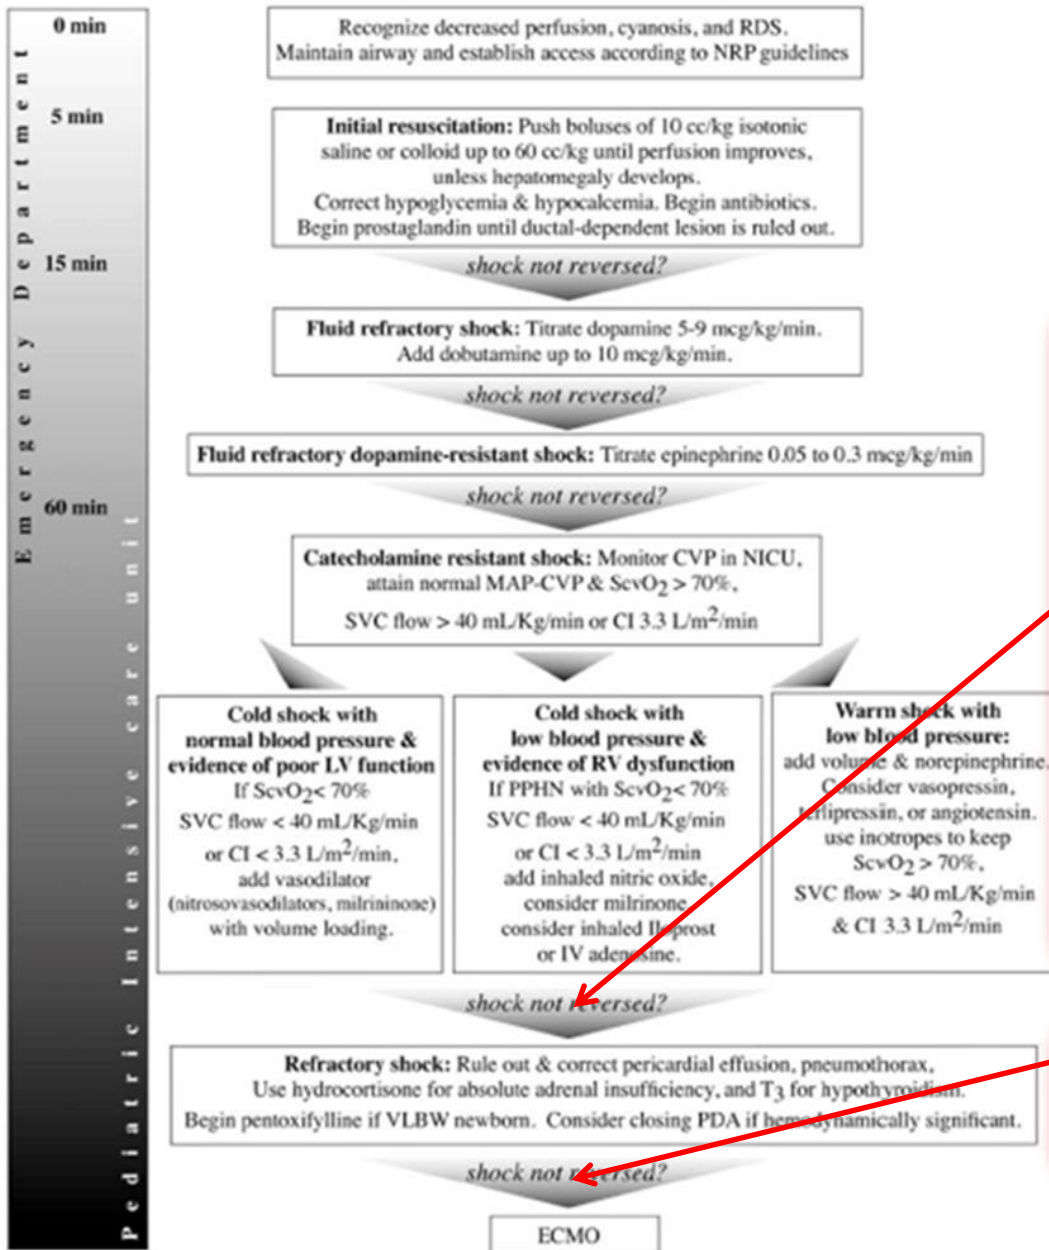 0 min
Recognize decreased perfusion, cyanosis, and RDS.
Maintain airway and establish access according to NRP guidelines
5 min
Initial resuscitation: Push boluses of 10 cc/kg isotonic
saline or colloid up to 60 cc/kg until perfusion improves,
unless hepatomegaly develops.
Correct hypoglycemia & hypocalcemia. Begin antibiotics.
Begin prostaglandin until ductal-dependent lesion is ruled out.
15 min
shock not reversed?
Fluid refractory shock: Titrate dopamine 5-9 mcg/kg/min.
Add dobutamine up to 10 mcg/kg/min.
shock not reversed?
Fluid refractory dopamine-resistant shock: Titrate epinephrine 0.05 to 0.3 mcg/kg/min
shock not reversed?
60 min
Emergency Department
Catecholamine resistant shock: Monitor CVP in NICU,
attain normal MAP-CVP & ScvO2 > 70%,
SVC flow > 40 mL/Kg/min or CI 3.3 L/m²/min
Cold shock with
normal blood pressure &
evidence of poor LV function
If ScvO2 < 70%
SVC flow < 40 mL/Kg/min
or CI < 3.3 L/m²/min,
add vasodilator
(nitrosovasodilators, milrininone)
with volume loading.
Cold shock with
low blood pressure &
evidence of RV dysfunction
If PPHN with ScvO2 < 70%
SVC flow < 40 mL/Kg/min
or CI < 3.3 L/m²/min
add inhaled nitric oxide,
consider milrinone
consider inhaled Iloprost
or IV adenosine.
Warm shock with
low blood pressure:
add volume & norepinephrine.
Consider vasopressin,
terlipressin, or angiotensin.
use inotropes to keep
ScvO2 > 70%,
SVC flow > 40 mL/Kg/min
& CI 3.3 L/m²/min
shock not reversed?
Refractory shock: Rule out & correct pericardial effusion, pneumothorax,
Use hydrocortisone for absolute adrenal insufficiency, and T3 for hypothyroidism.
Begin pentoxifylline if VLBW newborn. Consider closing PDA if hemodynamically significant.
shock not reversed?
ECMO
Pediatric Intensive care unit